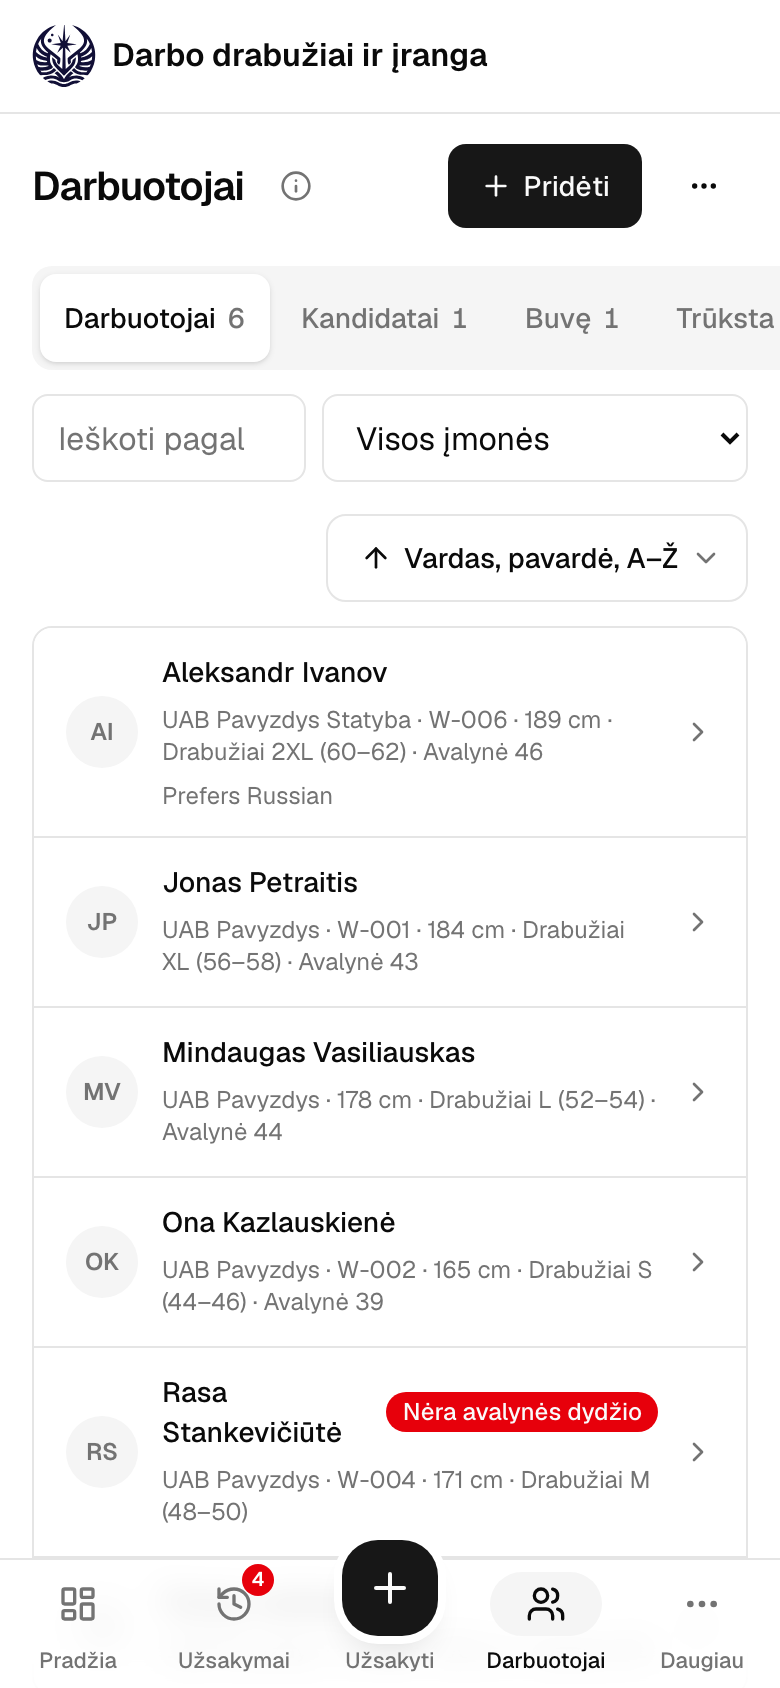 Darbo drabužiai ir įranga
Darbuotojai
Pridėti
Darbuotojai 6
Kandidatai 1
Buvę 1
Trūksta
Ieškoti pagal
Visos įmonės
Vardas, pavardė, A–Ž
AI
Aleksandr Ivanov
UAB Pavyzdys Statyba · W-006 · 189 cm ·
Drabužiai 2XL (60–62) · Avalynė 46
Prefers Russian
JP
Jonas Petraitis
UAB Pavyzdys · W-001 · 184 cm · Drabužiai
XL (56–58) · Avalynė 43
MV
Mindaugas Vasiliauskas
UAB Pavyzdys · 178 cm · Drabužiai L (52–54) ·
Avalynė 44
OK
Ona Kazlauskienė
UAB Pavyzdys · W-002 · 165 cm · Drabužiai S
(44–46) · Avalynė 39
RS
Rasa
Stankevičiūtė
Nėra avalynės dydžio
UAB Pavyzdys · W-004 · 171 cm · Drabužiai M
(48–50)
4
Pradžia
Užsakymai
Užsakyti
Darbuotojai
Daugiau